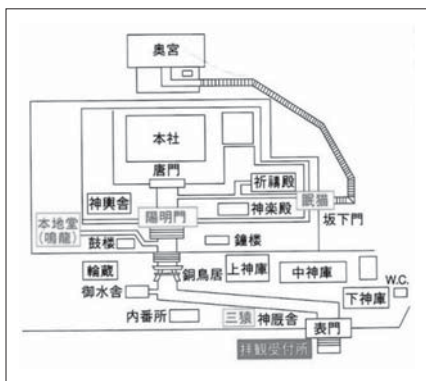 奥宮
本社
唐門
祈禱殿
眠猫
神輿舎
陽明門
神楽殿
坂下門
本地堂
(鳴龍)
鼓楼
鐘楼
輪蔵
銅鳥居
上神庫
中神庫
W.C.
御水舎
下神庫
内番所
三猿
神厩舎
表門
拝観受付所